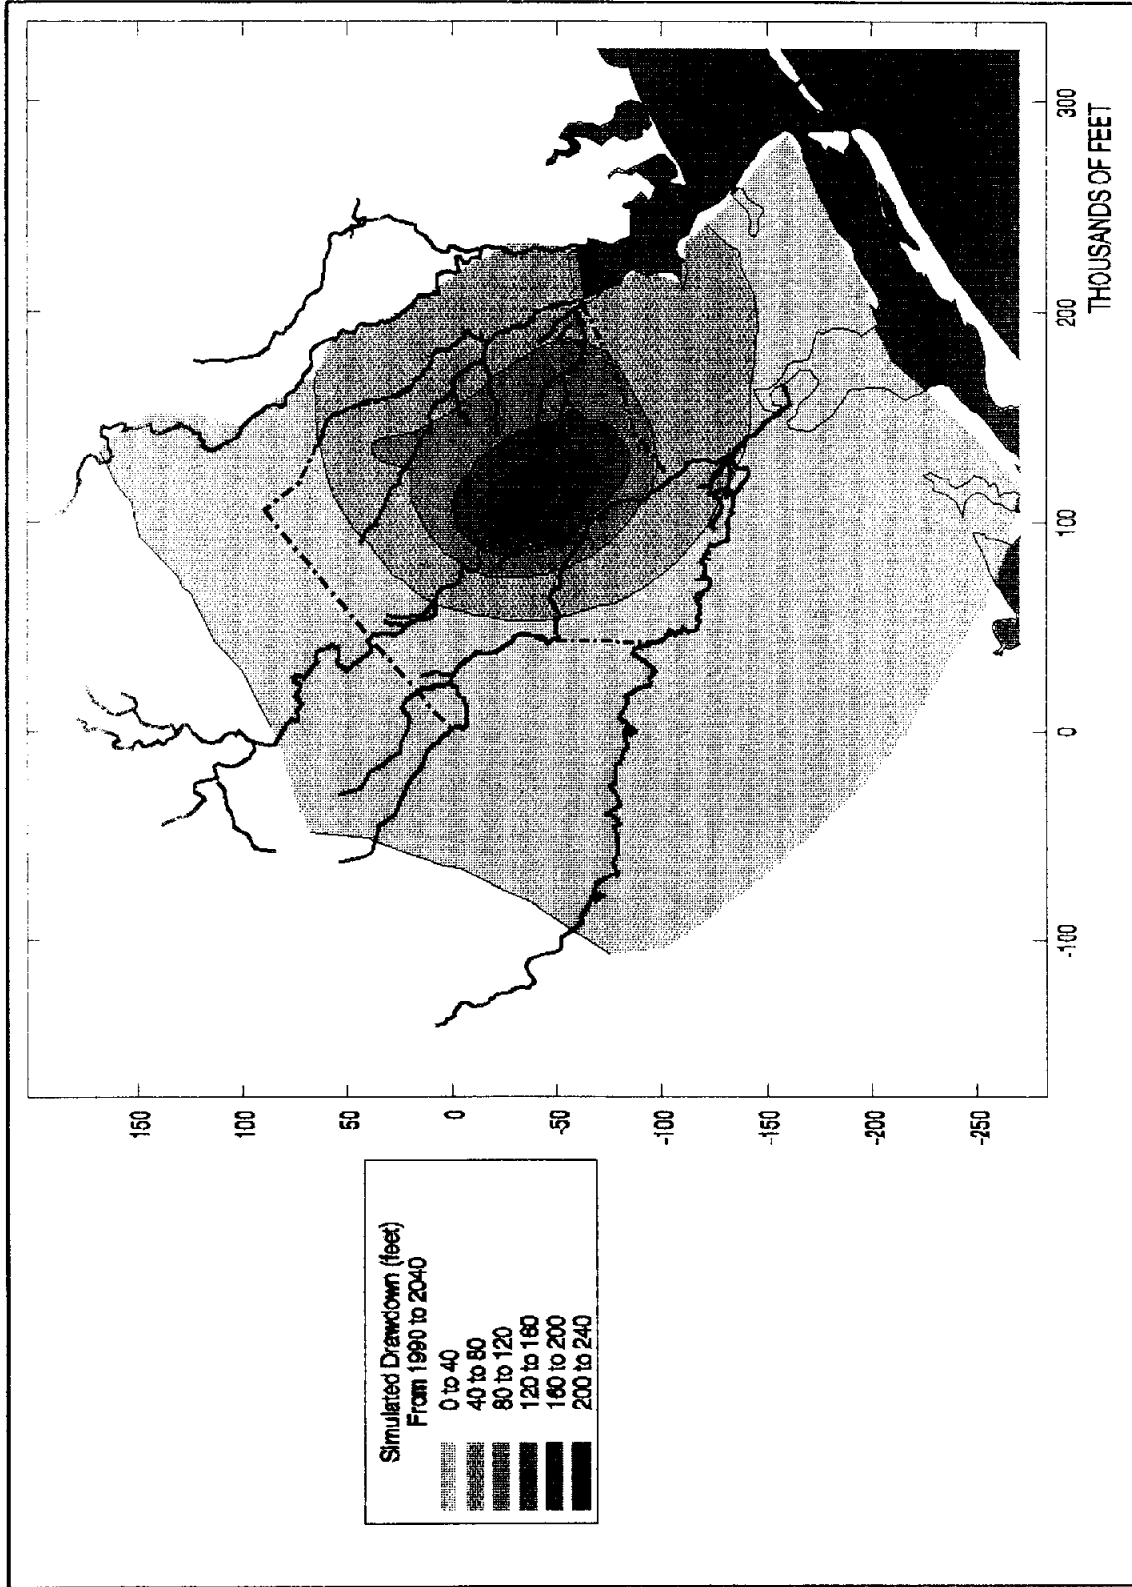 Simulated Drawdown (feet)
From 1990 to 2040
0 to 40
40 to 80
80 to 120
120 to 160
160 to 200
200 to 240
150
100
50
0
-50
-100
-150
-200
-250
-100
0
100
200
300
THOUSANDS OF FEET